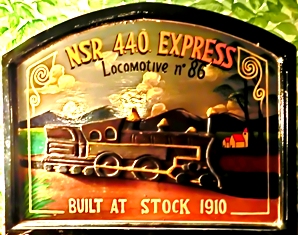 NSR 440 EXPRESS
Locomotive n° 86
BUILT AT STOCK 1910